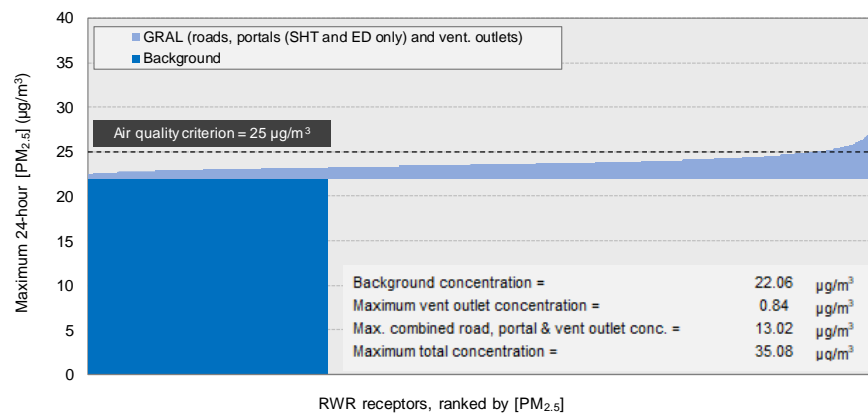 40
35
30
25
20
15
10
5
0
Maximum 24-hour [PM2.5] (µg/m³)
GRAL (roads, portals (SHT and ED only) and vent. outlets)
Background
Air quality criterion = 25 µg/m³
Background concentration = 22.06 µg/m³
Maximum vent outlet concentration = 0.84 µg/m³
Max. combined road, portal & vent outlet conc. = 13.02 µg/m³
Maximum total concentration = 35.08 µg/m³
RWR receptors, ranked by [PM2.5]